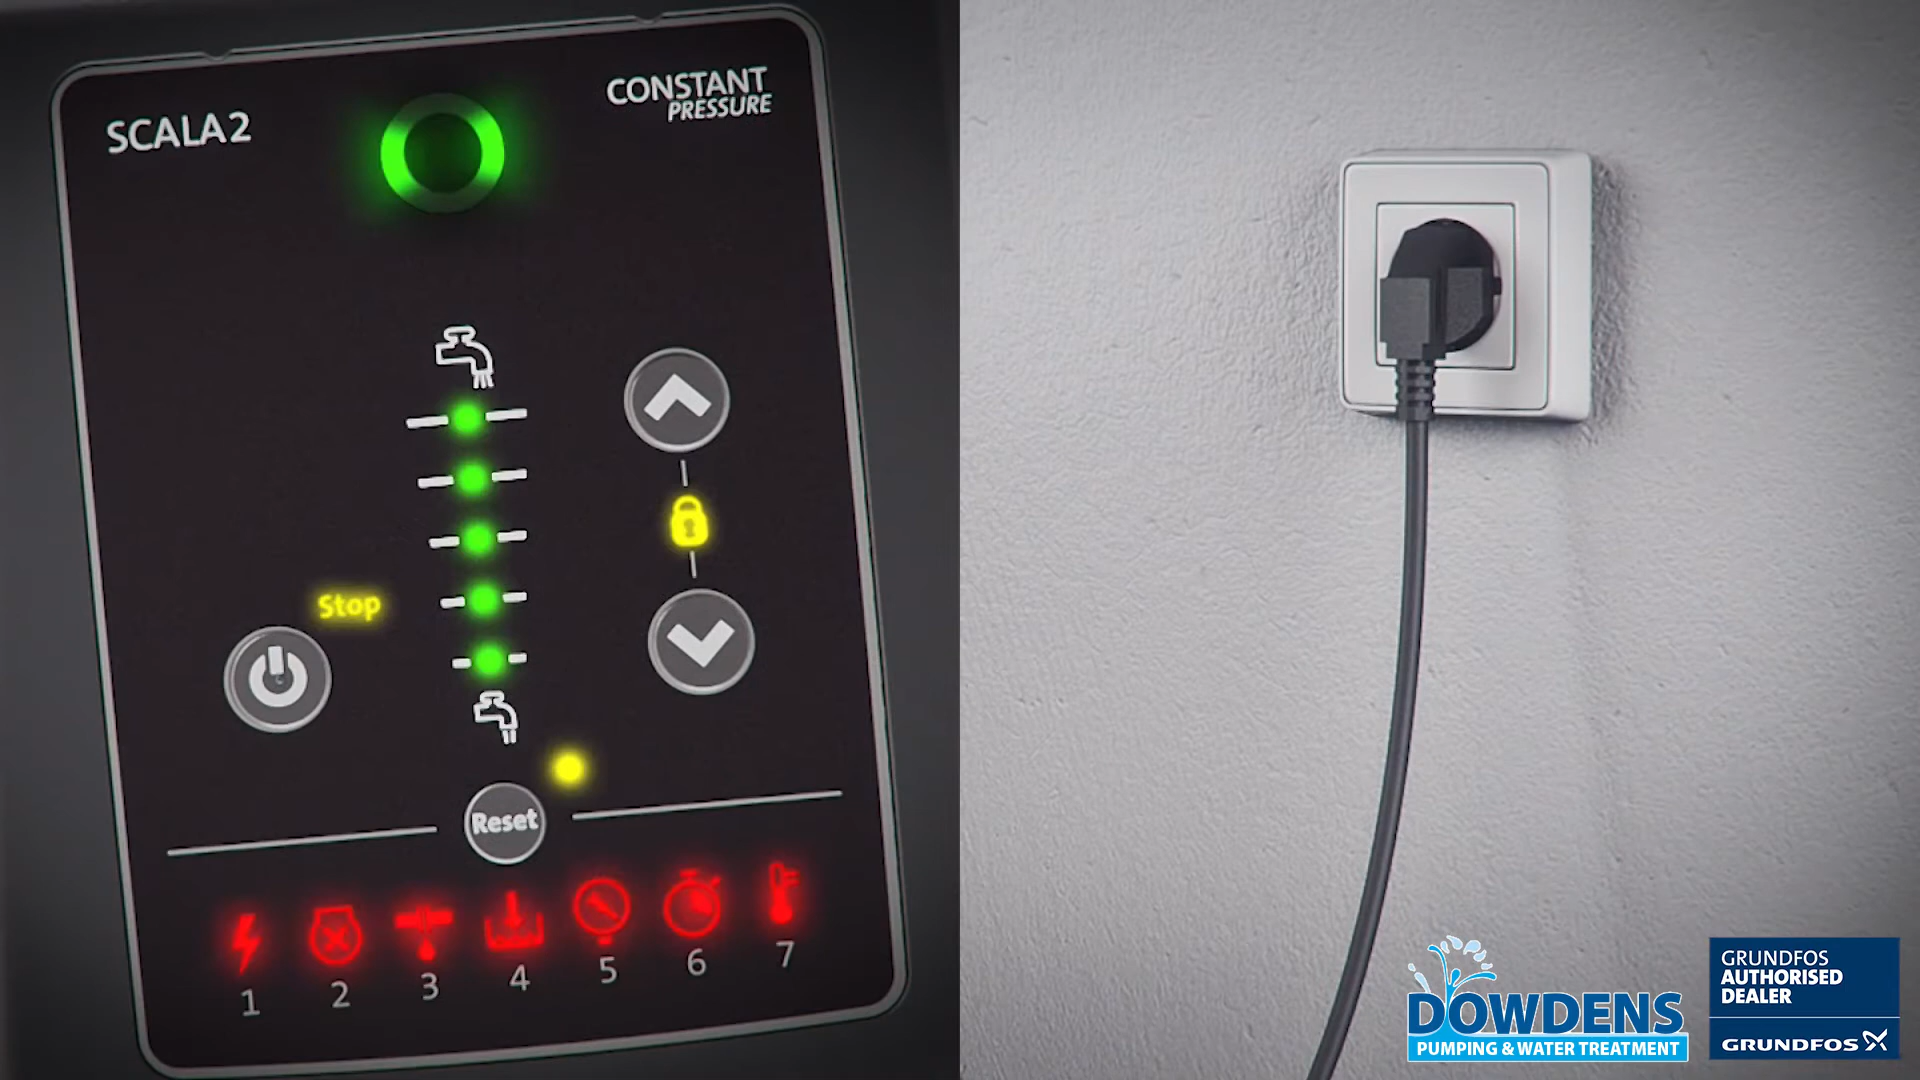 SCALA2
CONSTANT
PRESSURE
Stop
Reset
1 2 3 4 5 6 7
DOWDENS
PUMPING & WATER TREATMENT
GRUNDFOS
AUTHORISED
DEALER
GRUNDFOS